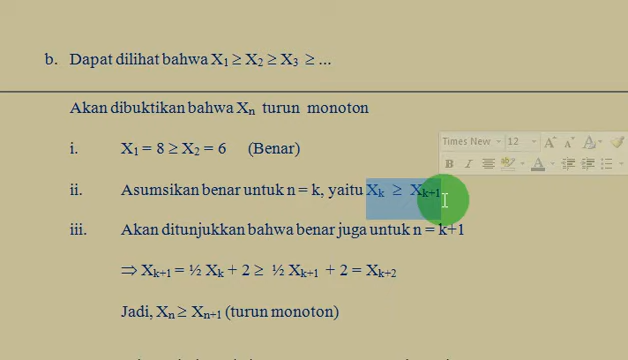 b. Dapat dilihat bahwa X₁ ≥ X₂ ≥ X₃ ≥ ...
Akan dibuktikan bahwa Xₙ turun monoton
i. X₁ = 8 ≥ X₂ = 6 (Benar)
Times New 12
ii. Asumsikan benar untuk n = k, yaitu Xₖ ≥ Xₖ₊₁
iii. Akan ditunjukkan bahwa benar juga untuk n = k+1
⇒ Xₖ₊₁ = ½ Xₖ + 2 ≥ ½ Xₖ₊₁ + 2 = Xₖ₊₂
Jadi, Xₙ ≥ Xₙ₊₁ (turun monoton)